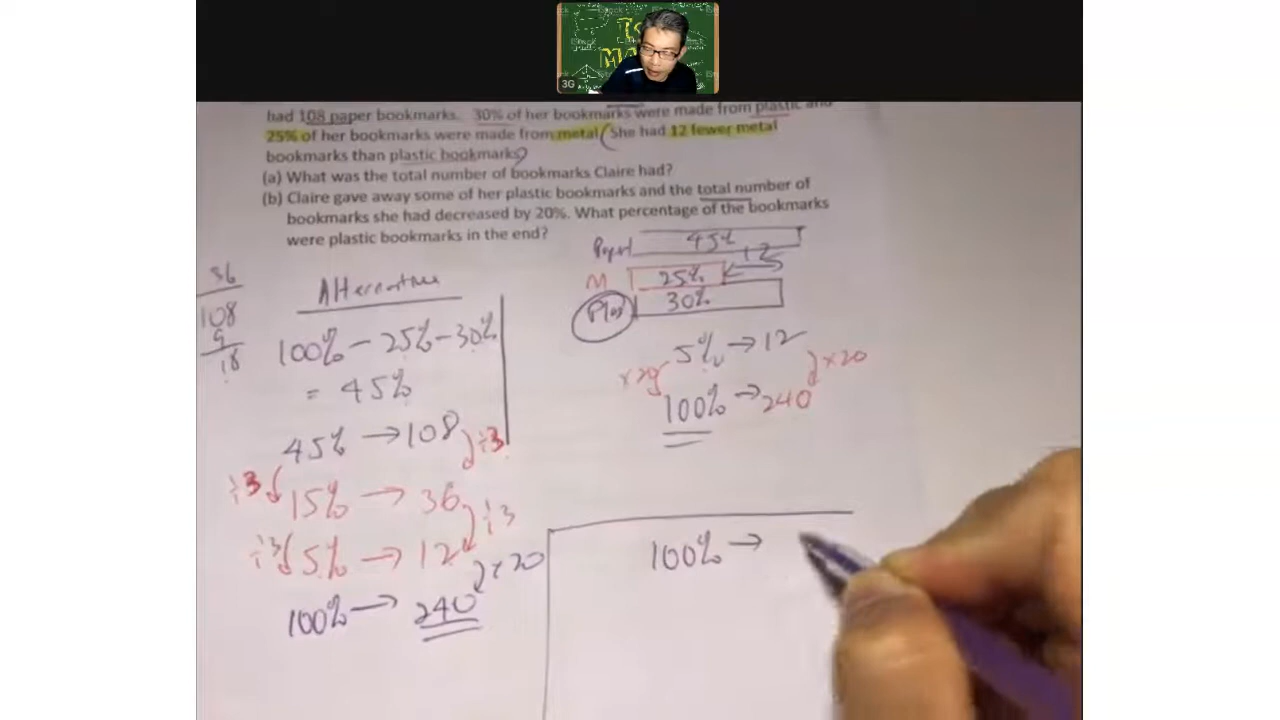 3G
had 108 paper bookmarks. 30% of her bookmarks were made from plastic and
25% of her bookmarks were made from metal. She had 12 fewer metal
bookmarks than plastic bookmarks.
(a) What was the total number of bookmarks Claire had?
(b) Claire gave away some of her plastic bookmarks and the total number of
bookmarks she had decreased by 20%. What percentage of the bookmarks
were plastic bookmarks in the end?
45%
12
M 25%
30%
36
108
9
18
Alternative
100% - 25% - 30%
= 45%
45% → 108
÷3 ÷3
15% → 36
÷3 ÷3
5% → 12
×20
100% → 240
5% → 12
×20 ×20
100% → 240
100% →